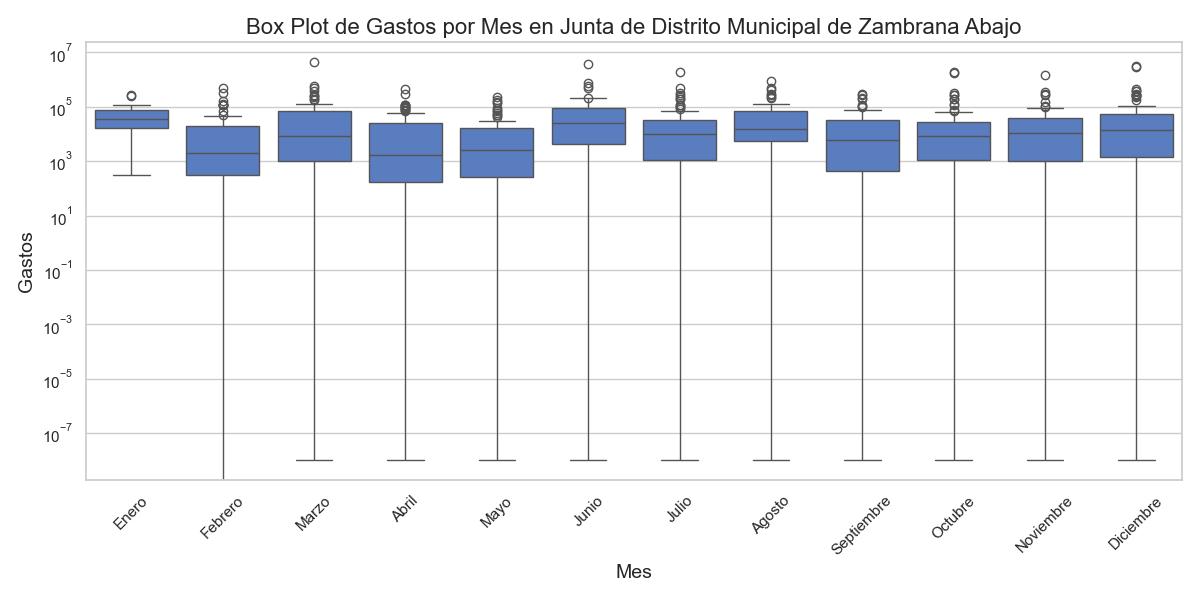 Box Plot de Gastos por Mes en Junta de Distrito Municipal de Zambrana Abajo
Gastos
10^7
10^5
10^3
10^1
10^−1
10^−3
10^−5
10^−7
Enero
Febrero
Marzo
Abril
Mayo
Junio
Julio
Agosto
Septiembre
Octubre
Noviembre
Diciembre
Mes